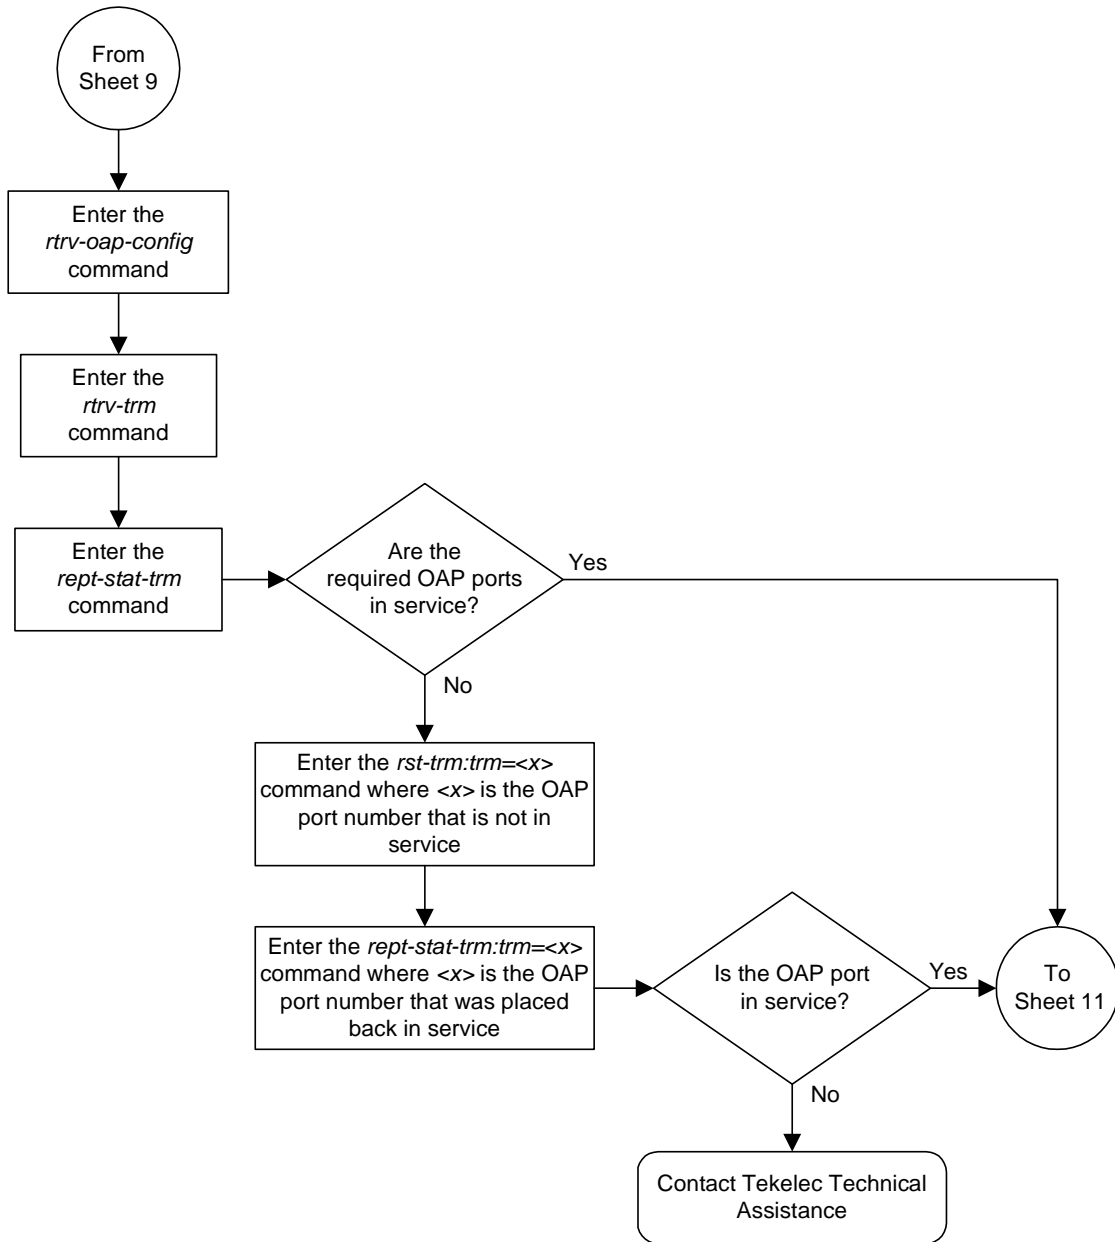 From
Sheet 9
Enter the
rtrv-oap-config
command
Enter the
rtrv-trm
command
Enter the
rept-stat-trm
command
Are the
required OAP ports
in service?
Yes
No
Enter the rst-trm:trm=<x>
command where <x> is the OAP
port number that is not in
service
Enter the rept-stat-trm:trm=<x>
command where <x> is the OAP
port number that was placed
back in service
Is the OAP port
in service?
Yes
To
Sheet 11
No
Contact Tekelec Technical
Assistance